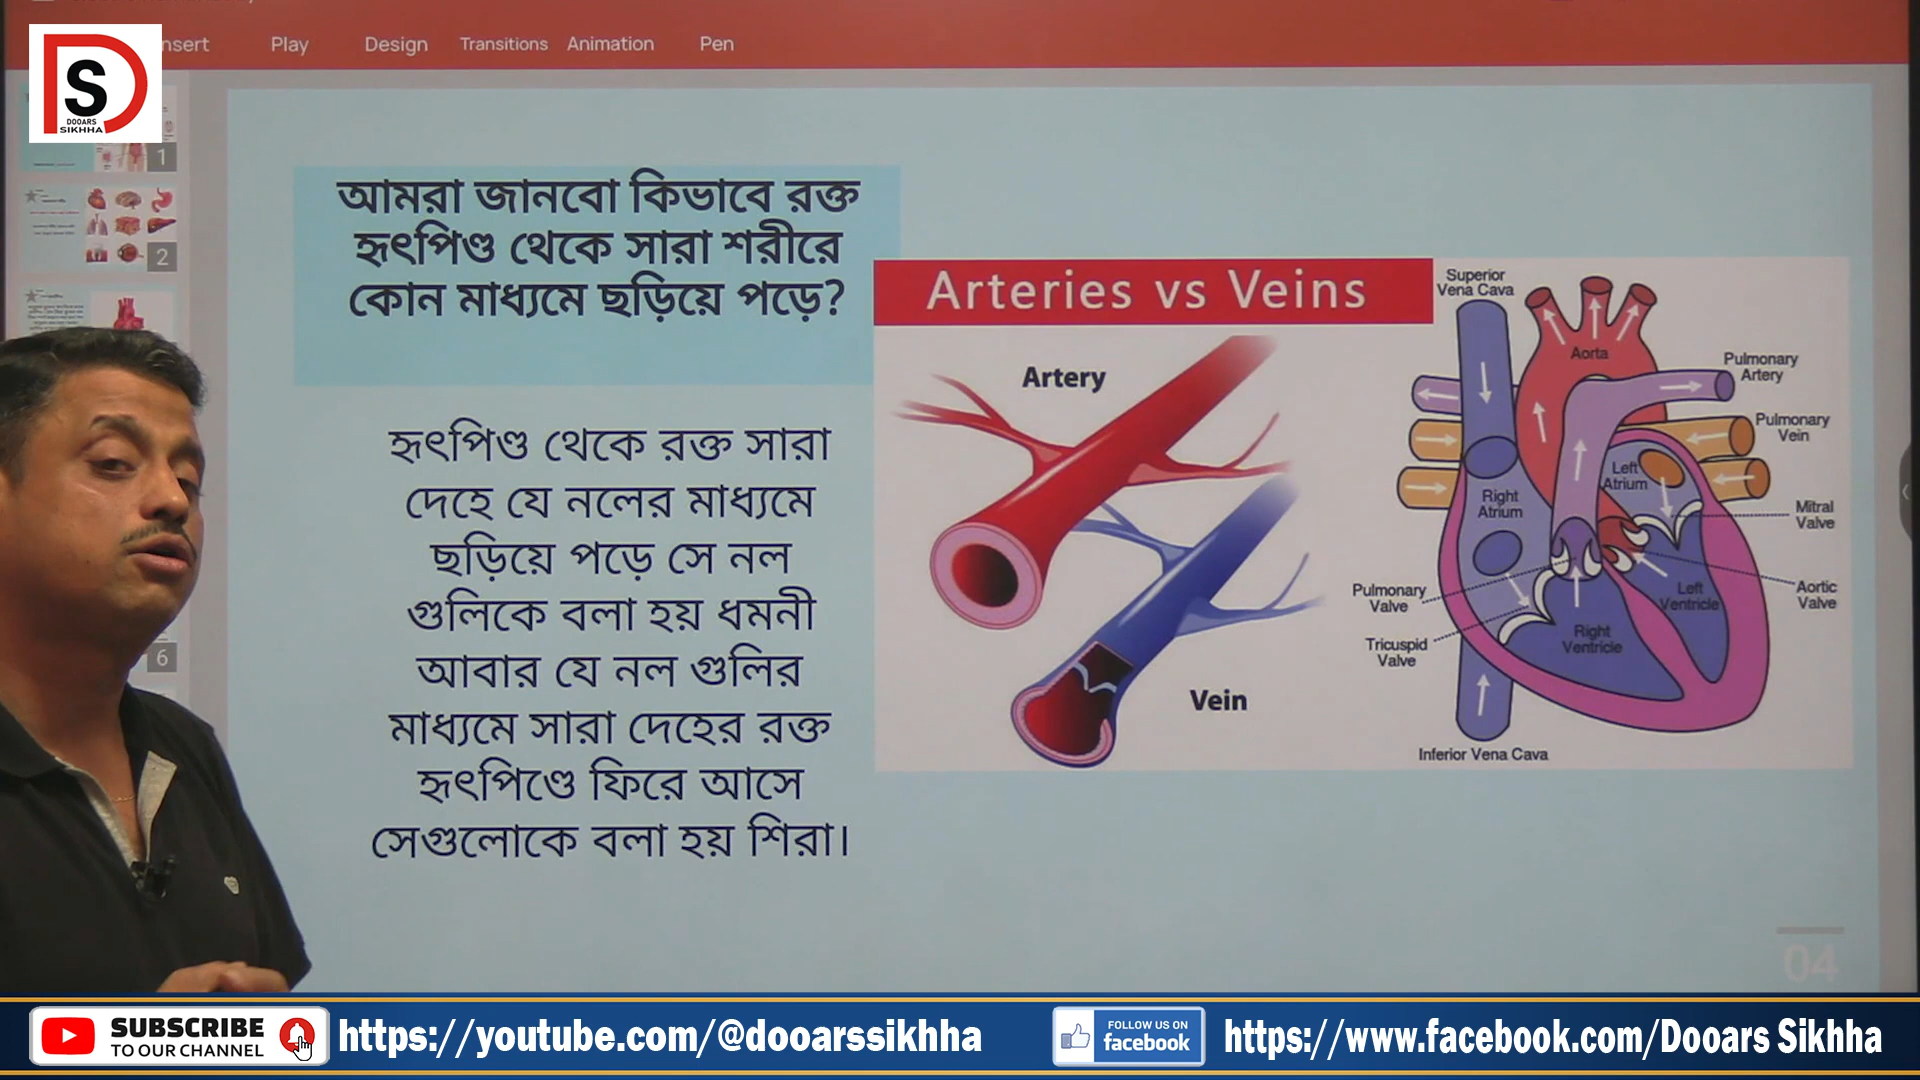 nsert Play Design Transitions Animation Pen
DS
DOOARS
SIKHHA
1
2
6
আমরা জানবো কিভাবে রক্ত
হৃৎপিণ্ড থেকে সারা শরীরে
কোন মাধ্যমে ছড়িয়ে পড়ে?
হৃৎপিণ্ড থেকে রক্ত সারা
দেহে যে নলের মাধ্যমে
ছড়িয়ে পড়ে সে নল
গুলিকে বলা হয় ধমনী
আবার যে নল গুলির
মাধ্যমে সারা দেহের রক্ত
হৃৎপিণ্ডে ফিরে আসে
সেগুলোকে বলা হয় শিরা।
Arteries vs Veins
Artery
Vein
Superior
Vena Cava
Aorta
Pulmonary
Artery
Pulmonary
Vein
Left
Atrium
Right
Atrium
Mitral
Valve
Pulmonary
Valve
Left
Ventricle
Aortic
Valve
Right
Ventricle
Tricuspid
Valve
Inferior Vena Cava
04
SUBSCRIBE
TO OUR CHANNEL
https://youtube.com/@dooarssikhha
FOLLOW US ON
facebook
https://www.facebook.com/Dooars Sikhha